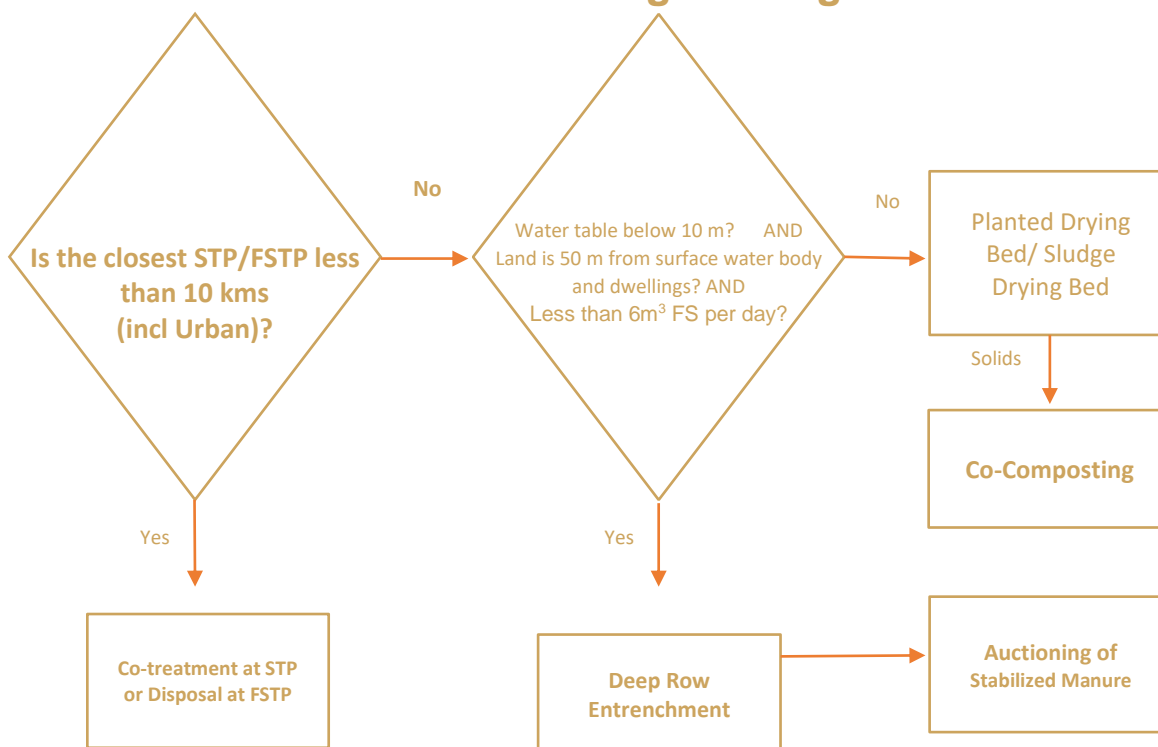 Is the closest STP/FSTP less
than 10 kms
(incl Urban)?
No
Water table below 10 m? AND
Land is 50 m from surface water body
and dwellings? AND
Less than 6m³ FS per day?
No
Planted Drying
Bed/ Sludge
Drying Bed
Solids
Co-Composting
Yes
Yes
Co-treatment at STP
or Disposal at FSTP
Deep Row
Entrenchment
Auctioning of
Stabilized Manure